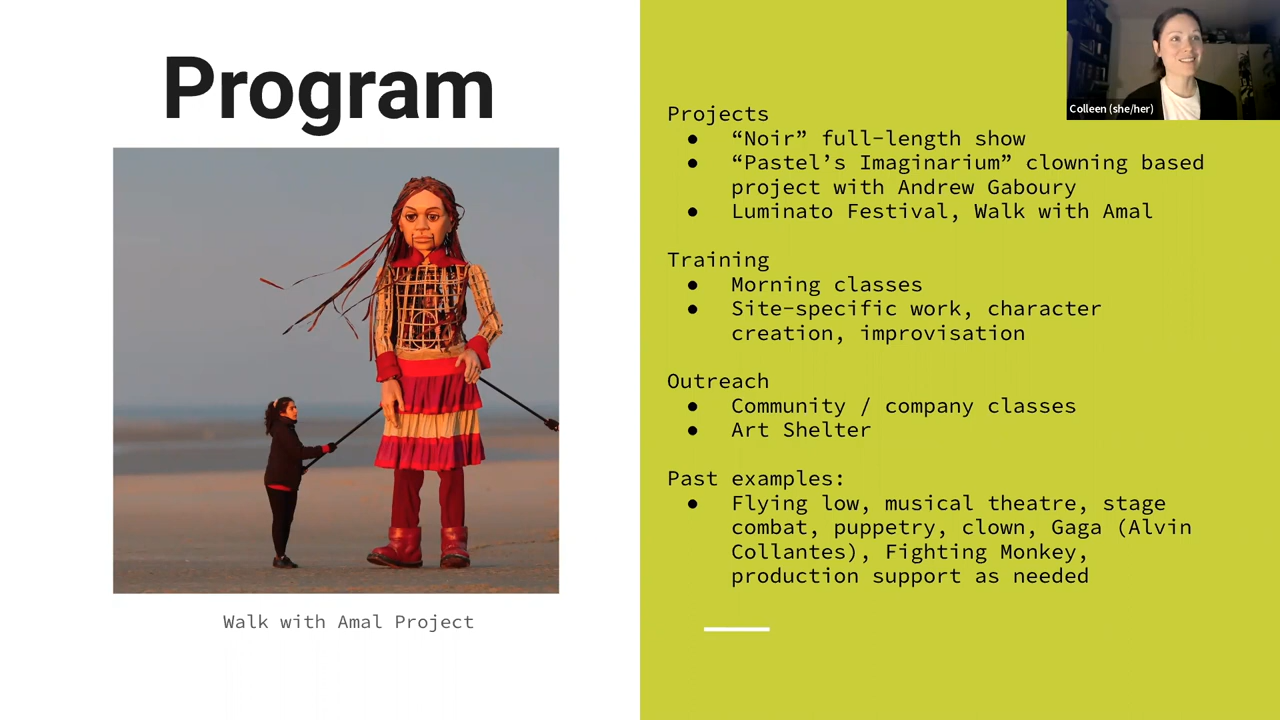 Program
Walk with Amal Project
Colleen (she/her)
Projects
● “Noir” full-length show
● “Pastel’s Imaginarium” clowning based
project with Andrew Gaboury
● Luminato Festival, Walk with Amal
Training
● Morning classes
● Site-specific work, character
creation, improvisation
Outreach
● Community / company classes
● Art Shelter
Past examples:
● Flying low, musical theatre, stage
combat, puppetry, clown, Gaga (Alvin
Collantes), Fighting Monkey,
production support as needed